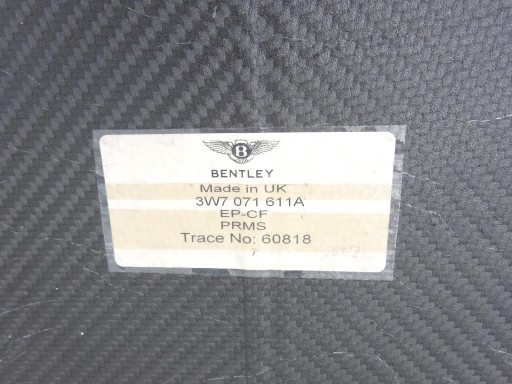 B
BENTLEY
Made in UK
3W7 071 611A
EP-CF
PRMS
Trace No: 60818